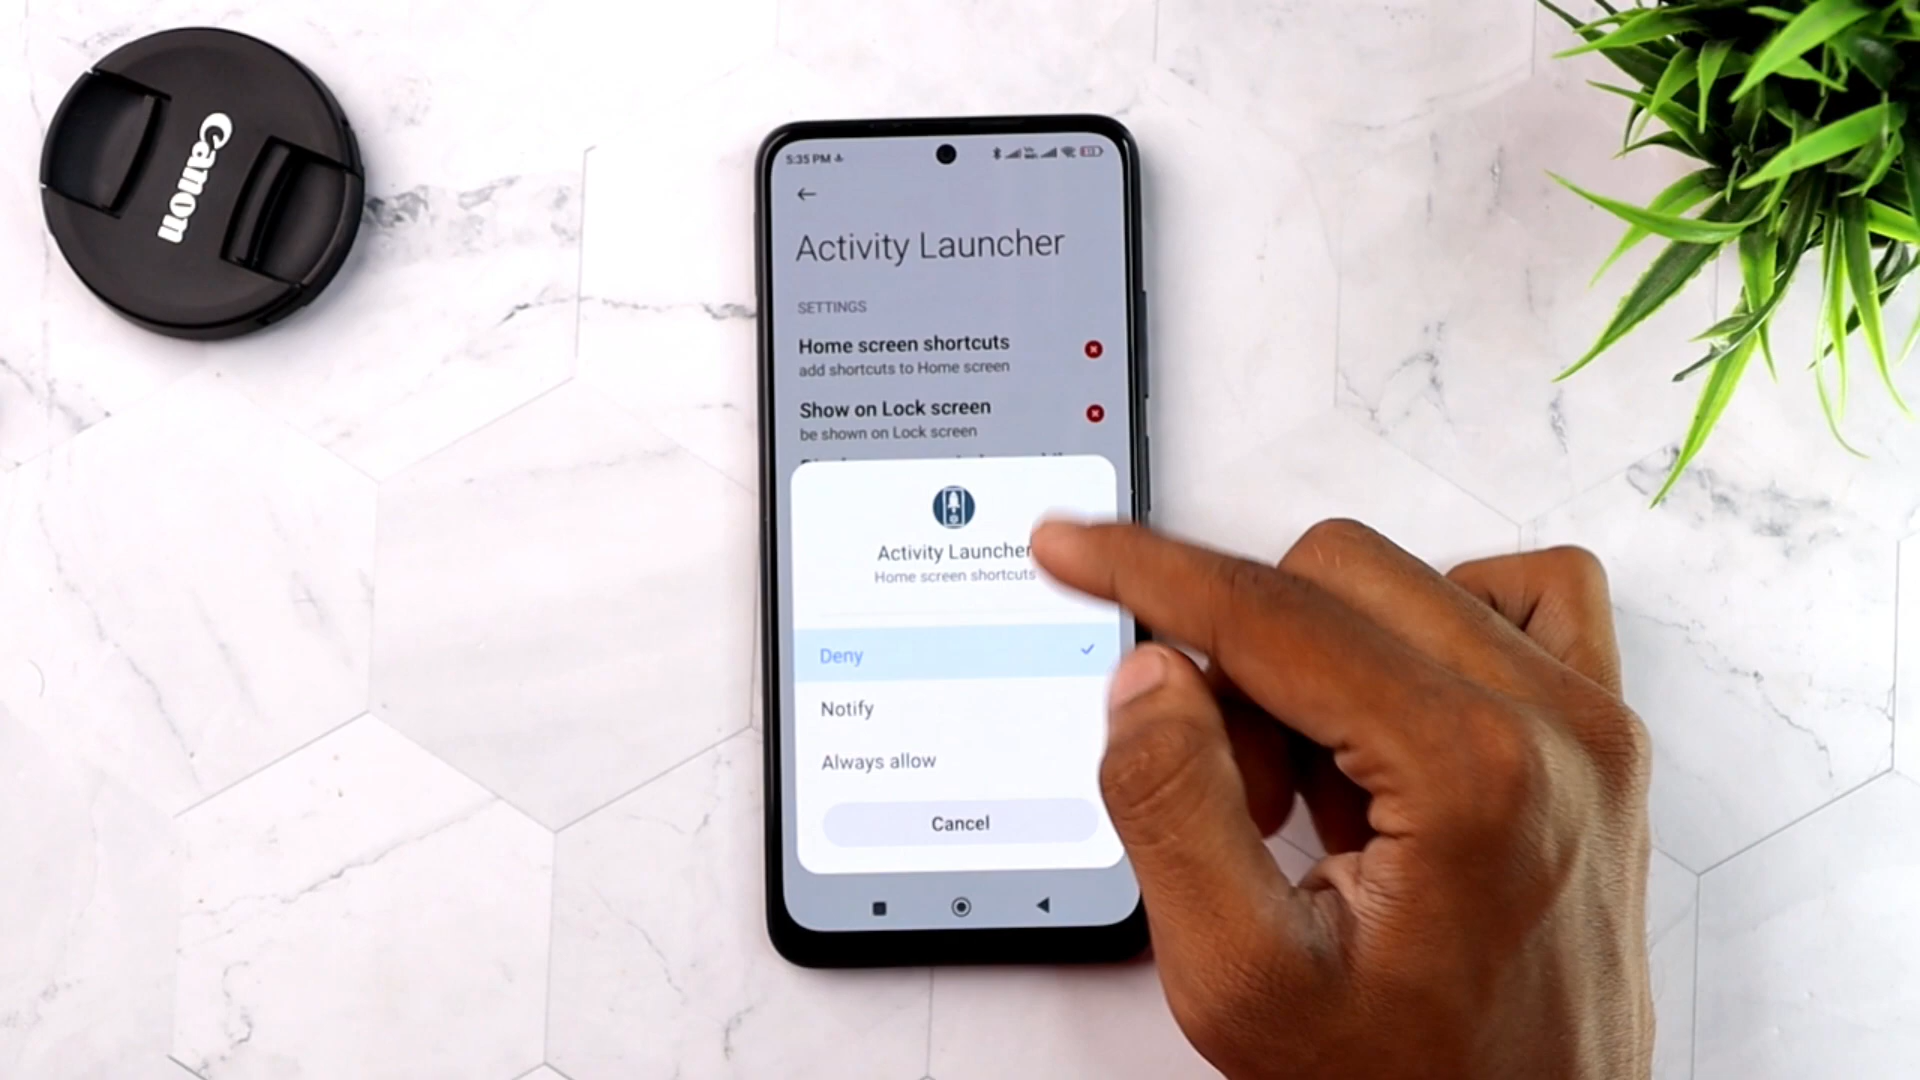 Canon
5:35 PM
Activity Launcher
SETTINGS
Home screen shortcuts
add shortcuts to Home screen
Show on Lock screen
be shown on Lock screen
Activity Launcher
Home screen shortcuts
Deny
Notify
Always allow
Cancel